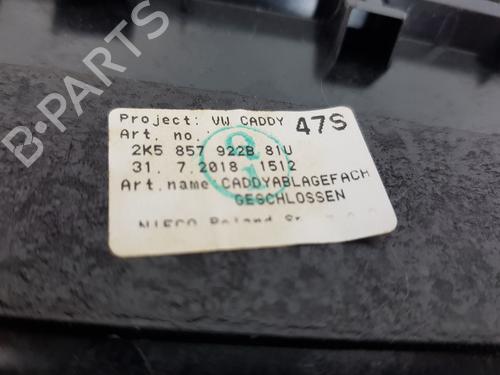 Project: VW CADDY 47S
Art. no.:
2K5 857 922B 81U
31. 7.2018 1512
Art.name CADDYABLAGEFACH
GESCHLOSSEN
Poland
B-PARTS